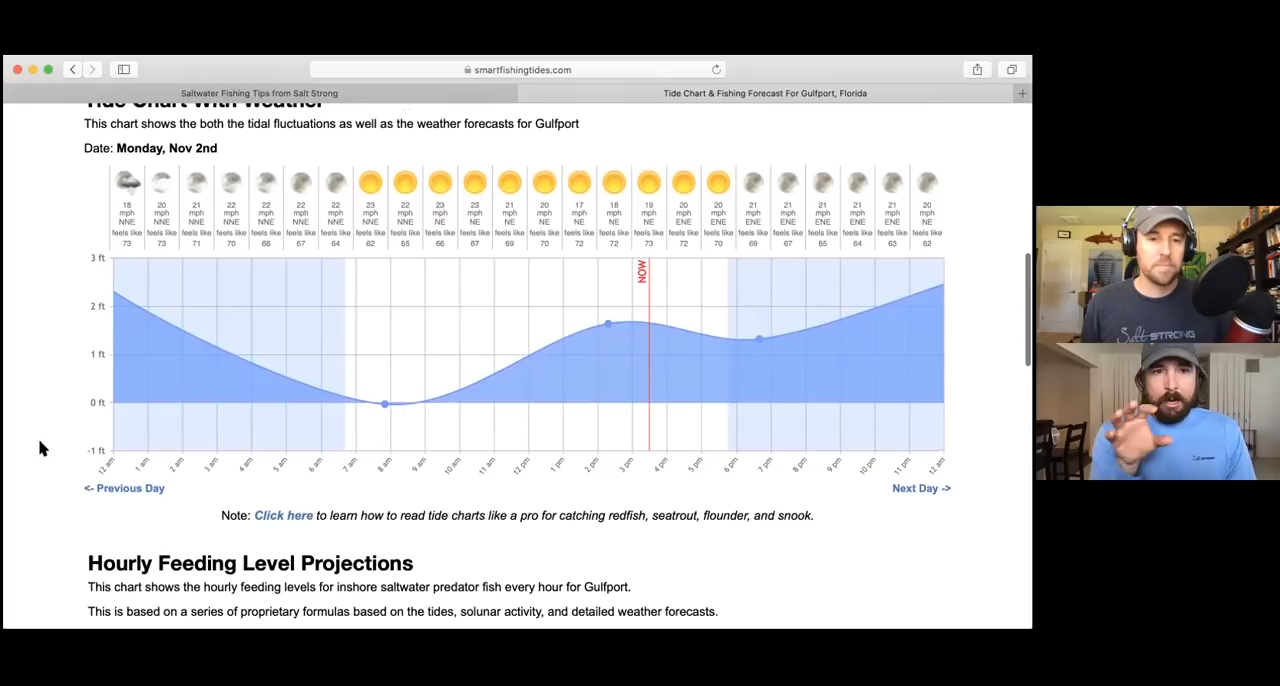 smartfishingtides.com
Saltwater Fishing Tips from Salt Strong
Tide Chart & Fishing Forecast For Gulfport, Florida
Tide Chart With Weather
This chart shows the both the tidal fluctuations as well as the weather forecasts for Gulfport
Date: Monday, Nov 2nd
18 20 21 22 22 22 22 23 22 23 23 21 20 17 18 19 20 20 21 21 21 21 21 20
mph mph mph mph mph mph mph mph mph mph mph mph mph mph mph mph mph mph mph mph mph mph mph mph
NNE NNE NNE NNE NNE NNE NNE NNE NNE NE NE NE NE NE NE NE ENE ENE ENE ENE ENE ENE NE NE
feels like feels like feels like feels like feels like feels like feels like feels like feels like feels like feels like feels like feels like feels like feels like feels like feels like feels like feels like feels like feels like feels like feels like feels like
73 73 71 70 68 67 64 62 65 66 67 69 70 72 72 73 72 70 69 67 65 64 63 62
3 ft
NOW
2 ft
1 ft
0 ft
-1 ft
12 am 1 am 2 am 3 am 4 am 5 am 6 am 7 am 8 am 9 am 10 am 11 am 12 pm 1 pm 2 pm 3 pm 4 pm 5 pm 6 pm 7 pm 8 pm 9 pm 10 pm 11 pm 12 am
<- Previous Day
Next Day ->
Note: Click here to learn how to read tide charts like a pro for catching redfish, seatrout, flounder, and snook.
Hourly Feeding Level Projections
This chart shows the hourly feeding levels for inshore saltwater predator fish every hour for Gulfport.
This is based on a series of proprietary formulas based on the tides, solunar activity, and detailed weather forecasts.
Salt STRONG